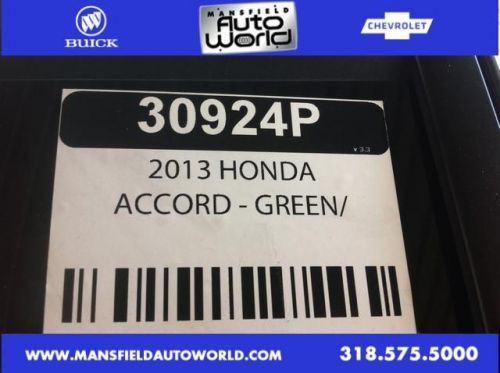 BUICK
MANSFIELD
Auto
World
CHEVROLET
30924P
v 3.3
2013 HONDA
ACCORD - GREEN/
WWW.MANSFIELDAUTOWORLD.COM
318.575.5000